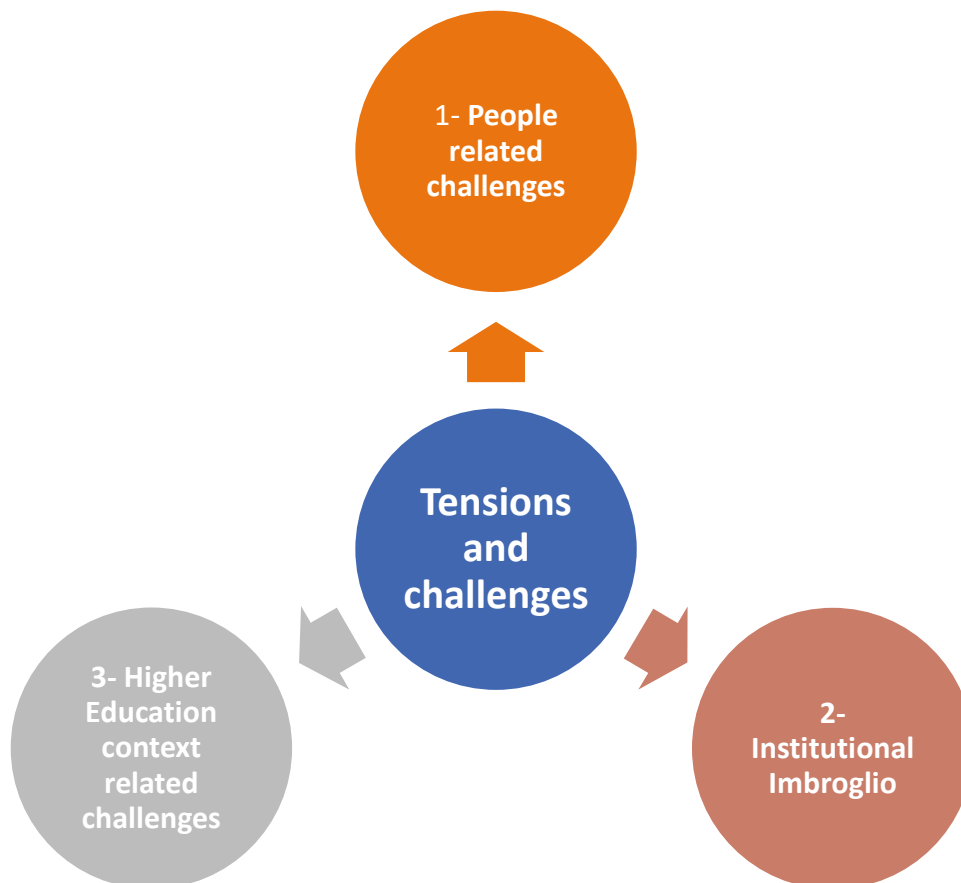 1- People
related
challenges
Tensions
and
challenges
3- Higher
Education
context
related
challenges
2-
Institutional
Imbroglio